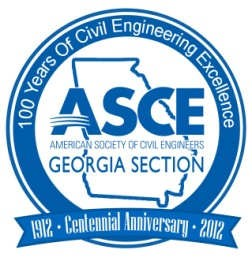 100 Years Of Civil Engineering Excellence
ASCE
AMERICAN SOCIETY OF CIVIL ENGINEERS
GEORGIA SECTION
1912 · Centennial Anniversary · 2012